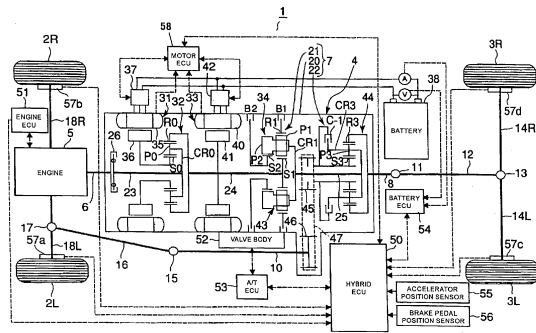 1
2R
58
MOTOR ECU
3R
57b
51
ENGINE ECU
5
18R
ENGINE
6
37
42
31
32
33
R0
35
36
26
P0
S0
CR0
23
40
41
24
B2
B1
34
R1
21
20
22
7
4
P1
CR1
P2
S2
S1
C-1
CR3
R3
44
P3
S3
43
46
45
47
25
A
V
38
BATTERY
57d
14R
11
8
12
13
BATTERY ECU
54
14L
17
57a
18L
2L
16
15
52
VALVE BODY
10
53
A/T ECU
50
HYBRID ECU
57c
3L
ACCELERATOR POSITION SENSOR
55
BRAKE PEDAL POSITION SENSOR
56